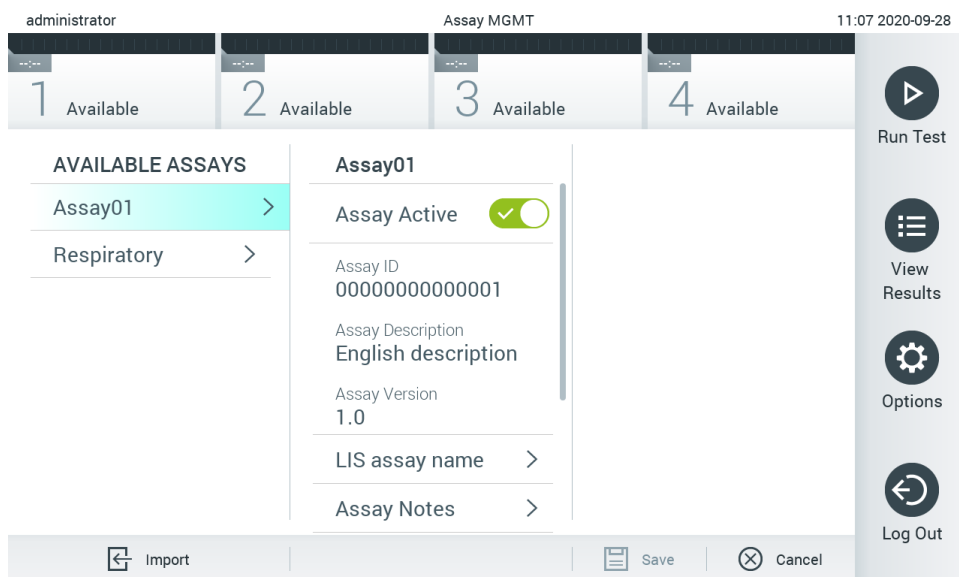 administrator
Assay MGMT
11:07 2020-09-28
--:--
--:--
--:--
--:--
1 Available
2 Available
3 Available
4 Available
Run Test
View
Results
Options
Log Out
AVAILABLE ASSAYS
Assay01
Respiratory
Assay01
Assay Active
Assay ID
00000000000001
Assay Description
English description
Assay Version
1.0
LIS assay name
Assay Notes
Import
Save
Cancel